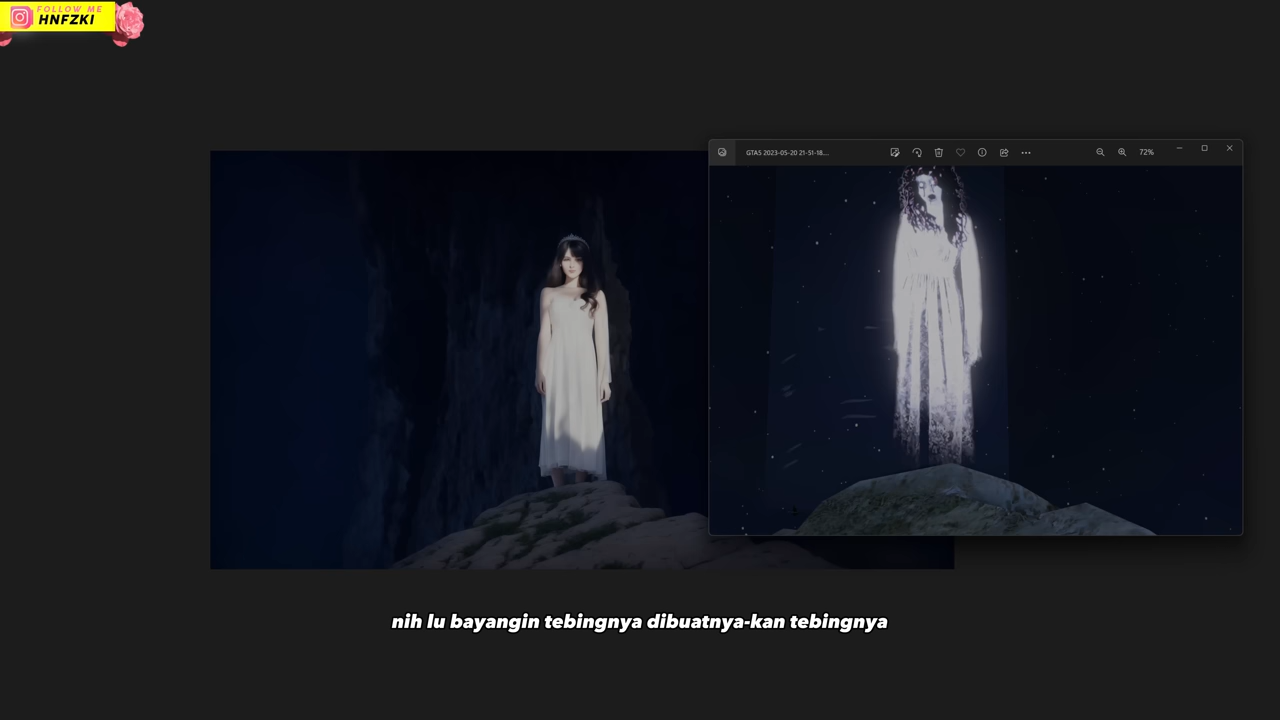 FOLLOW ME
HNFZKI
GTA5 2023-05-20 21-51-18...
72%
nih lu bayangin tebingnya dibuatnya-kan tebingnya